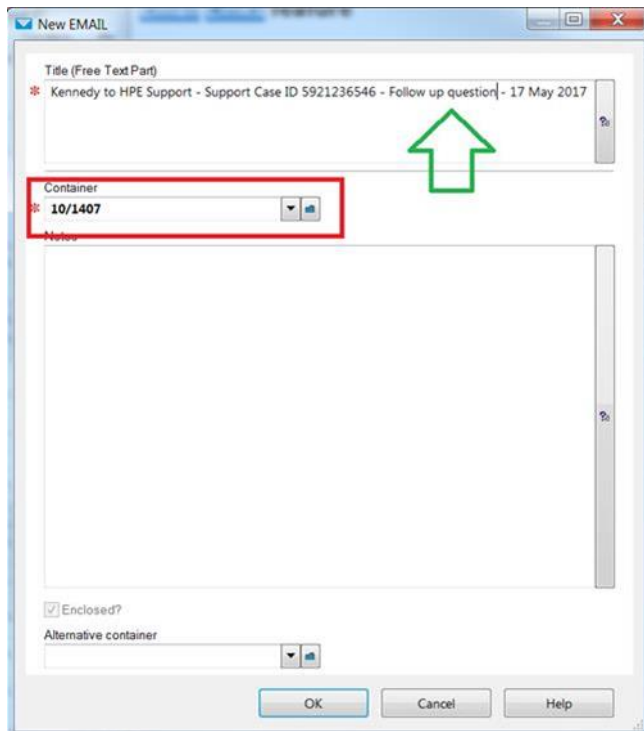 New EMAIL
Title (Free Text Part)
* Kennedy to HPE Support - Support Case ID 5921236546 - Follow up question - 17 May 2017
Container
* 10/1407
Notes
Enclosed?
Alternative container
OK Cancel Help